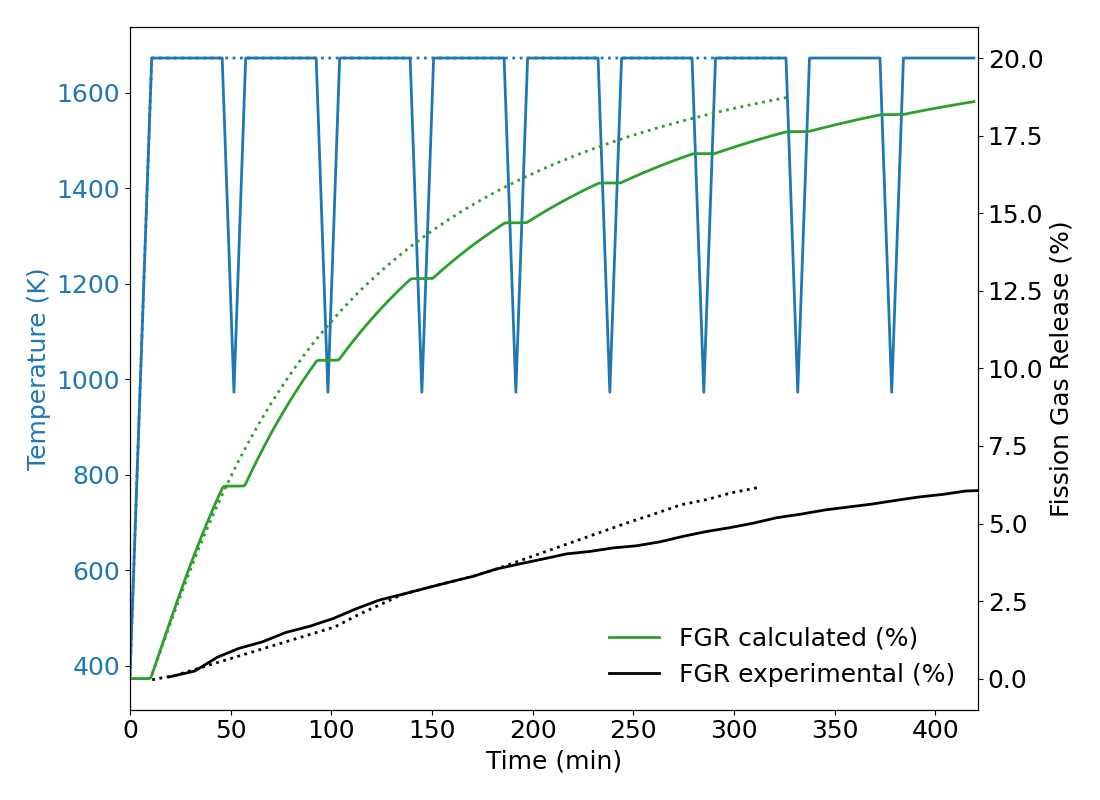 Temperature (K)
1600
1400
1200
1000
800
600
400
20.0
17.5
15.0
12.5
10.0
7.5
5.0
2.5
0.0
Fission Gas Release (%)
FGR calculated (%)
FGR experimental (%)
0 50 100 150 200 250 300 350 400
Time (min)